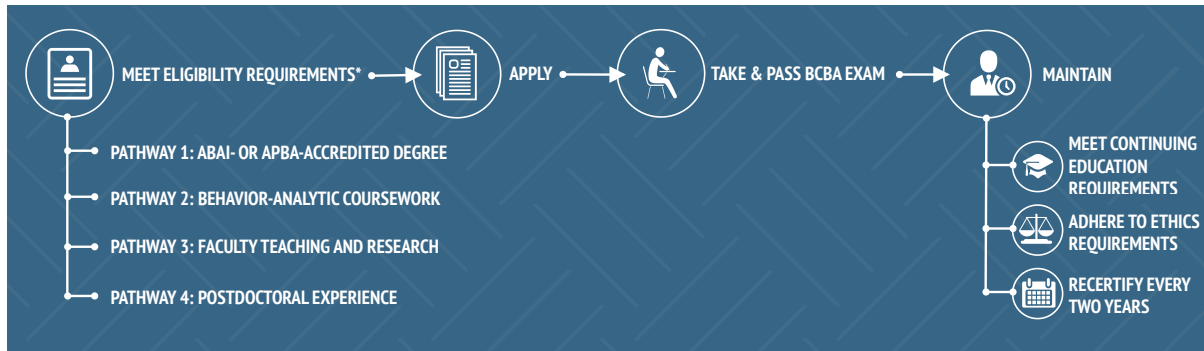 MEET ELIGIBILITY REQUIREMENTS*
APPLY
TAKE & PASS BCBA EXAM
MAINTAIN
PATHWAY 1: ABAI- OR APBA-ACCREDITED DEGREE
PATHWAY 2: BEHAVIOR-ANALYTIC COURSEWORK
PATHWAY 3: FACULTY TEACHING AND RESEARCH
PATHWAY 4: POSTDOCTORAL EXPERIENCE
MEET CONTINUING
EDUCATION
REQUIREMENTS
ADHERE TO ETHICS
REQUIREMENTS
RECERTIFY EVERY
TWO YEARS